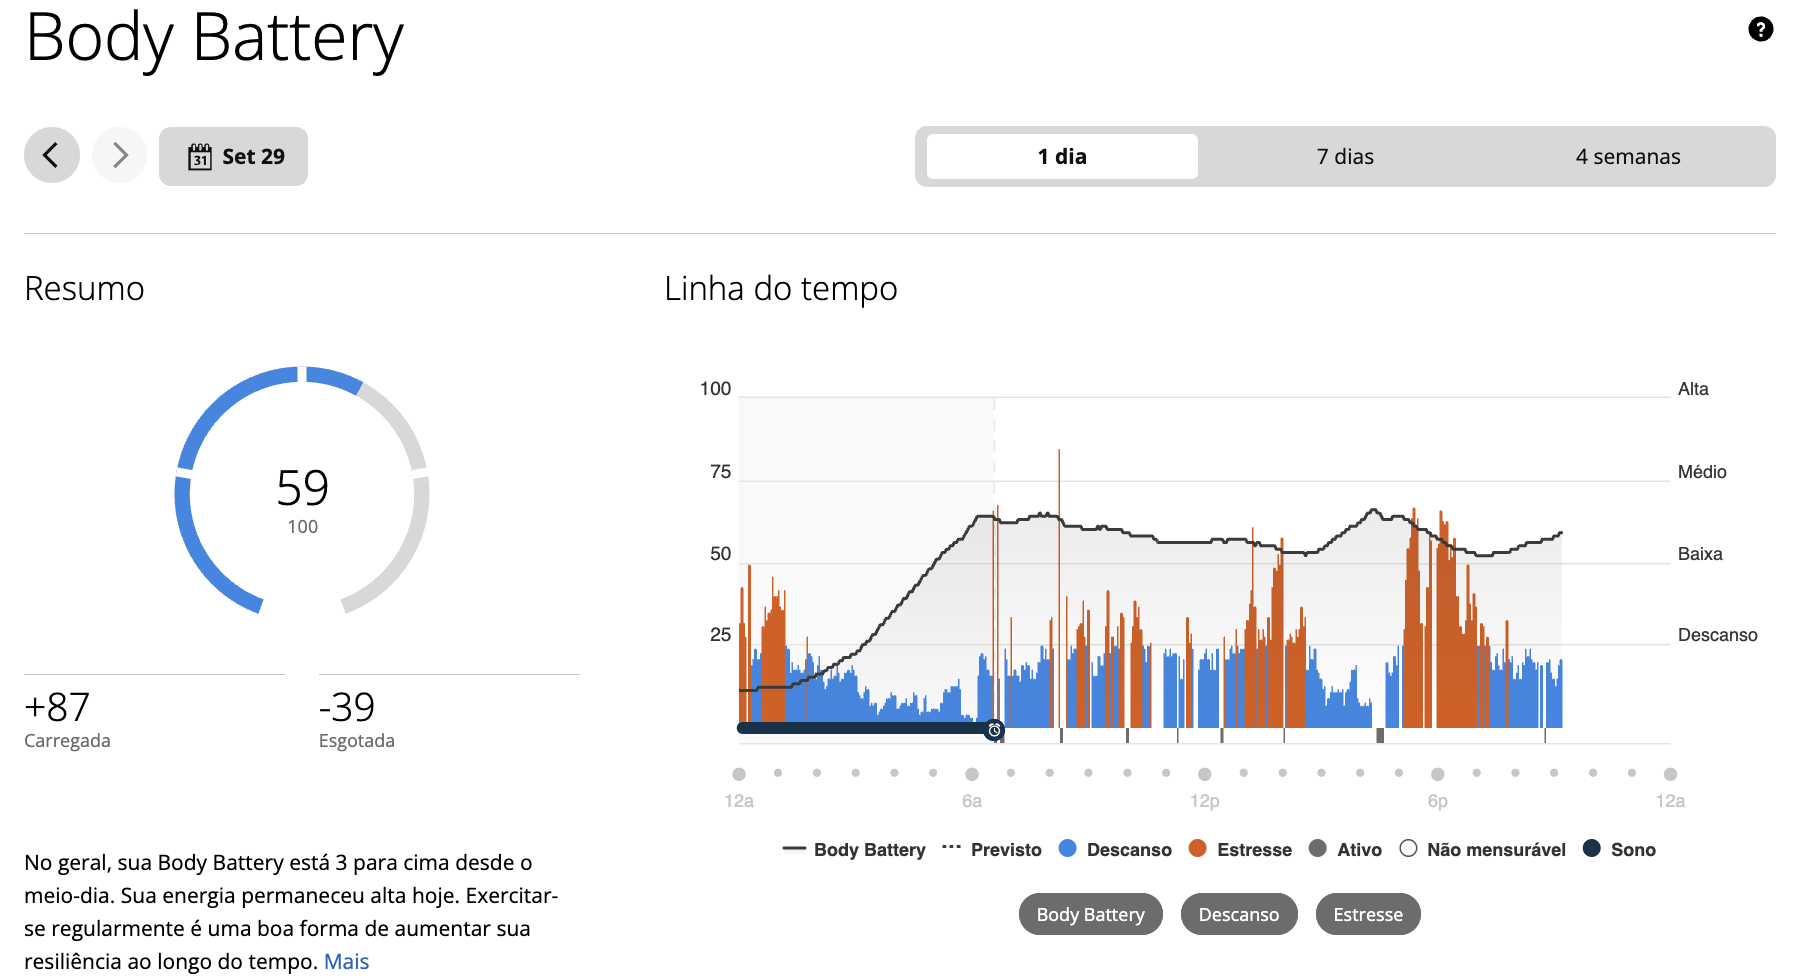 Body Battery
?
31
Set 29
1 dia
7 dias
4 semanas
Resumo
59
100
+87
Carregada
-39
Esgotada
No geral, sua Body Battery está 3 para cima desde o
meio-dia. Sua energia permaneceu alta hoje. Exercitar-
se regularmente é uma boa forma de aumentar sua
resiliência ao longo do tempo. Mais
Linha do tempo
100
Alta
75
Médio
50
Baixa
25
Descanso
12a
6a
12p
6p
12a
Body Battery
Previsto
Descanso
Estresse
Ativo
Não mensurável
Sono
Body Battery
Descanso
Estresse